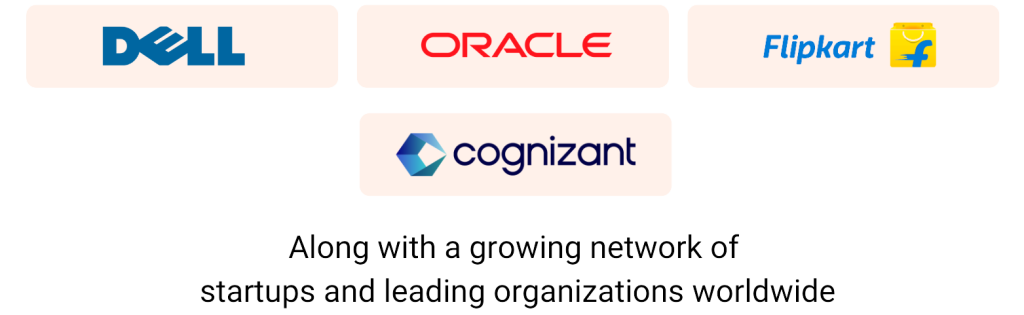 DELL
ORACLE
Flipkart
cognizant
Along with a growing network of
startups and leading organizations worldwide